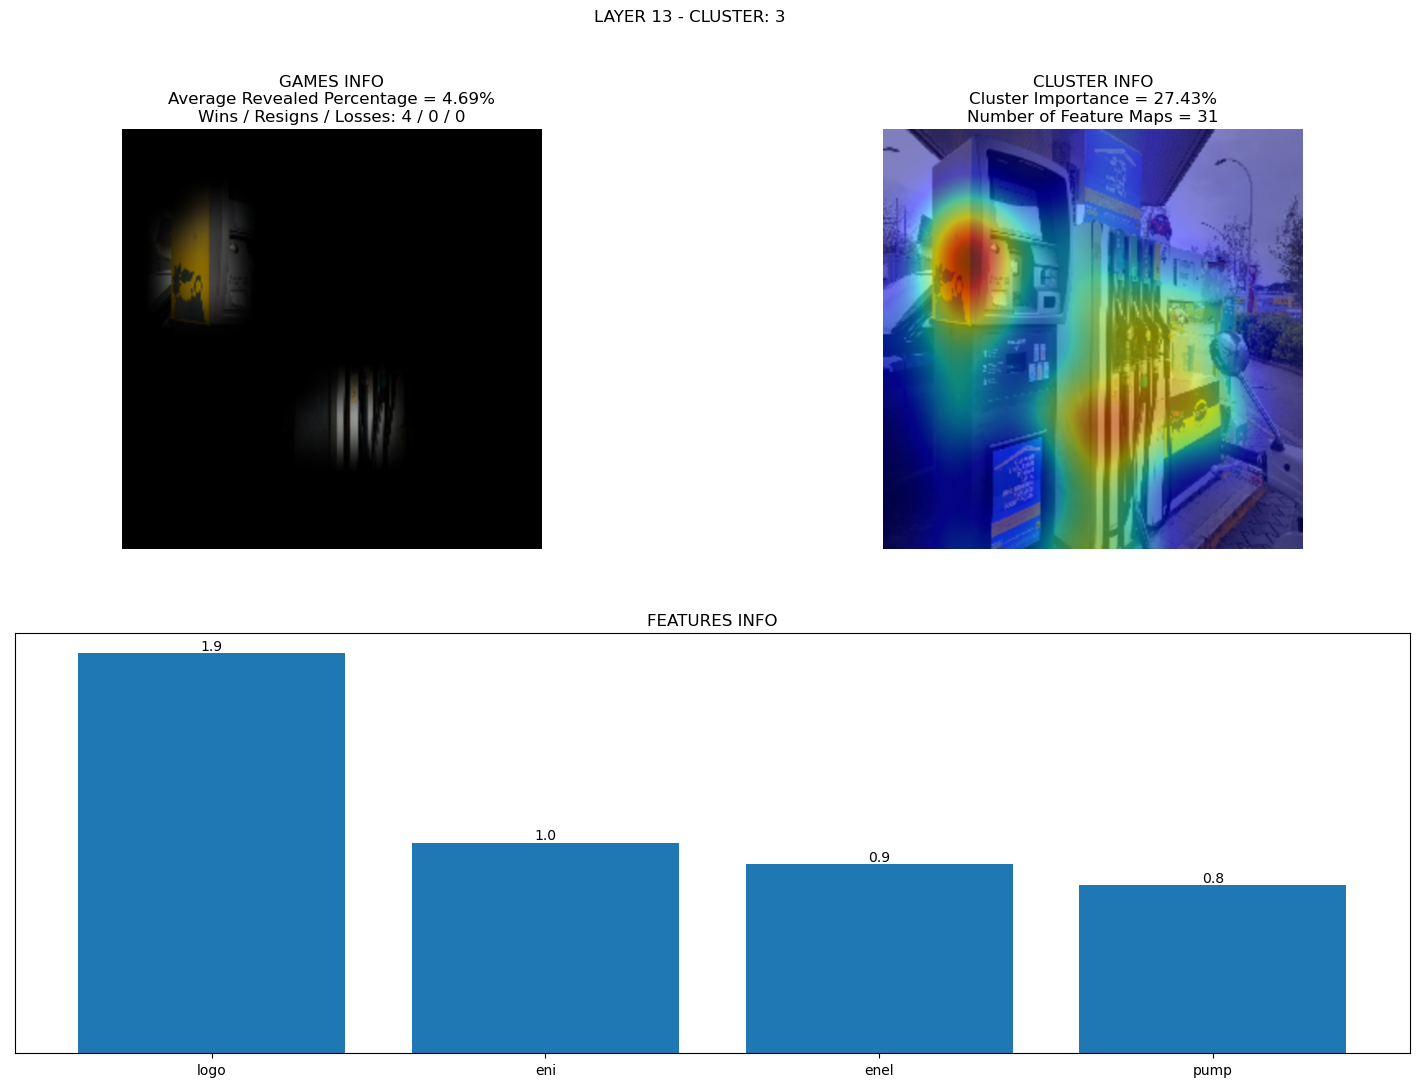 LAYER 13 - CLUSTER: 3
GAMES INFO
Average Revealed Percentage = 4.69%
Wins / Resigns / Losses: 4 / 0 / 0
CLUSTER INFO
Cluster Importance = 27.43%
Number of Feature Maps = 31
FEATURES INFO
1.9
1.0
0.9
0.8
logo
eni
enel
pump